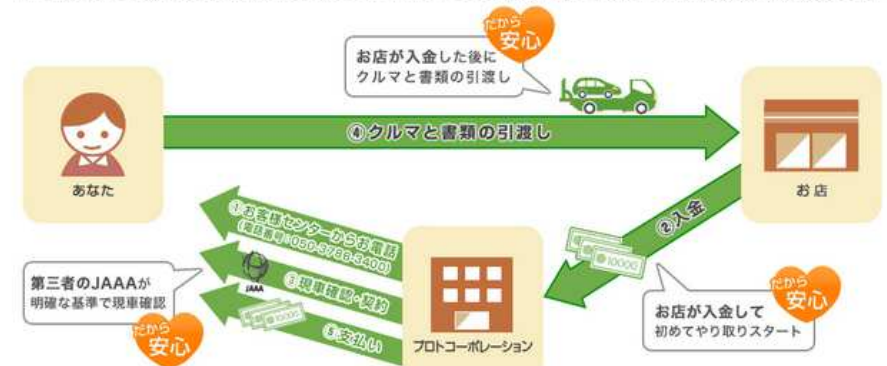 だから
安心
お店が入金した後に
クルマと書類の引渡し
④クルマと書類の引渡し
あなた
お店
①お客様センターからお電話
(電話番号:050-3788-3400)
②入金
10000
第三者のJAAAが
明確な基準で現車確認
だから
安心
JAAA
③現車確認・契約
10000
⑤支払い
プロトコーポレーション
お店が入金して
初めてやり取りスタート
だから
安心